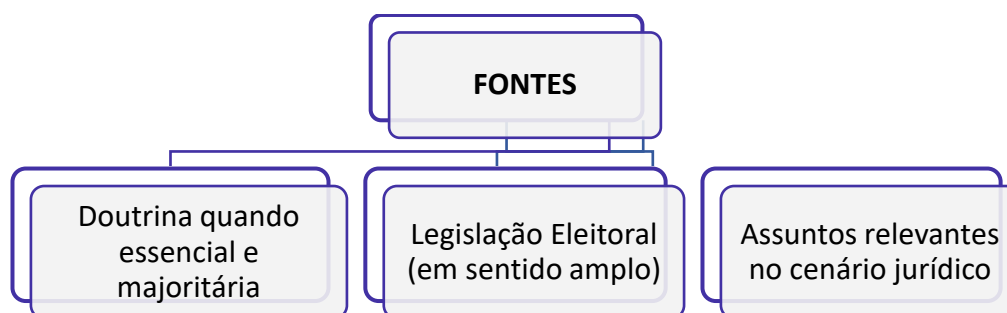 FONTES
Doutrina quando
essencial e
majoritária
Legislação Eleitoral
(em sentido amplo)
Assuntos relevantes
no cenário jurídico